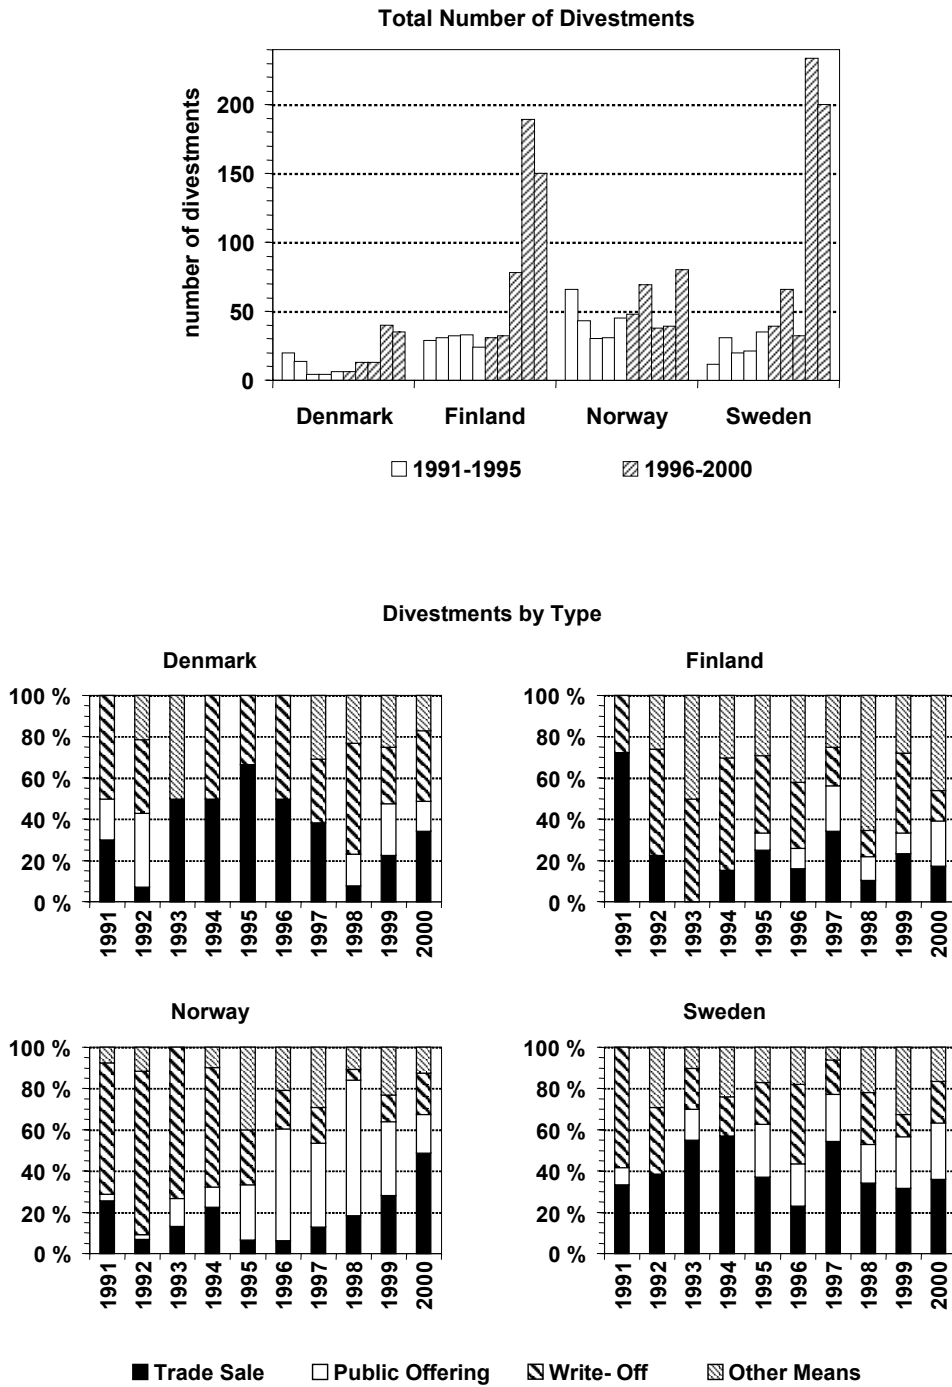 Total Number of Divestments
number of divestments
200
150
100
50
0
Denmark Finland Norway Sweden
1991-1995 1996-2000
Divestments by Type
Denmark Finland
100 % 100 %
80 % 80 %
60 % 60 %
40 % 40 %
20 % 20 %
0 % 0 %
1991 1992 1993 1994 1995 1996 1997 1998 1999 2000 1991 1992 1993 1994 1995 1996 1997 1998 1999 2000
Norway Sweden
100 % 100 %
80 % 80 %
60 % 60 %
40 % 40 %
20 % 20 %
0 % 0 %
1991 1992 1993 1994 1995 1996 1997 1998 1999 2000 1991 1992 1993 1994 1995 1996 1997 1998 1999 2000
Trade Sale Public Offering Write- Off Other Means